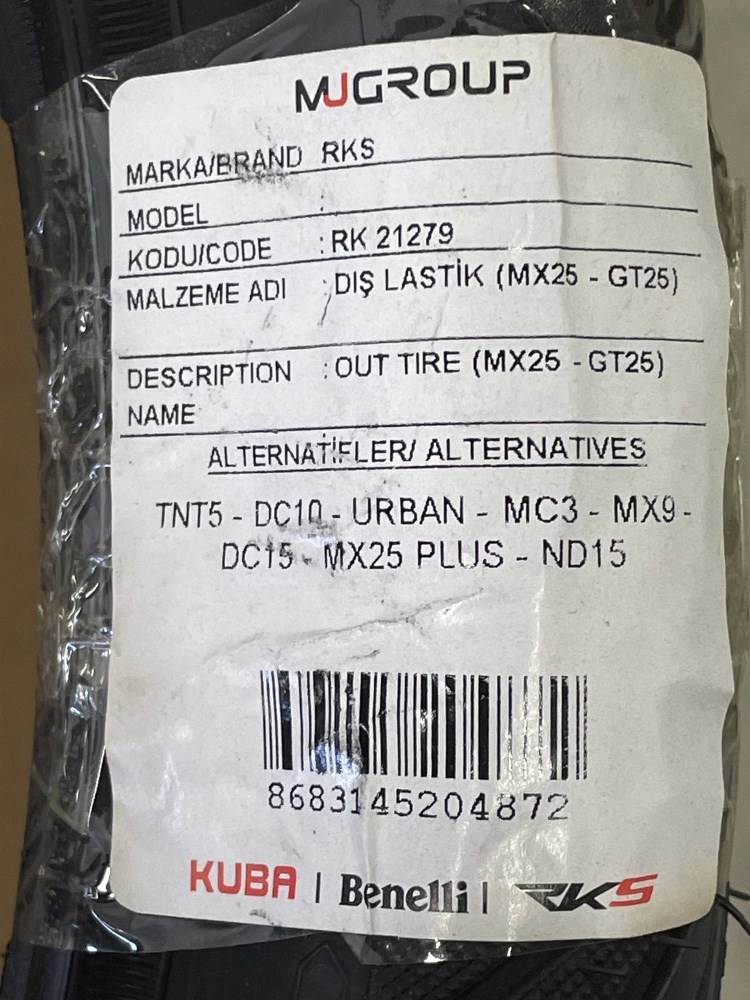 MJGROUP
MARKA/BRAND RKS
MODEL :
KODU/CODE : RK 21279
MALZEME ADI : DIŞ LASTİK (MX25 - GT25)
DESCRIPTION : OUT TIRE (MX25 - GT25)
NAME
ALTERNATİFLER/ ALTERNATIVES
TNT5 - DC10 - URBAN - MC3 - MX9 -
DC15 - MX25 PLUS - ND15
8683145204872
KUBA | Benelli | RKS